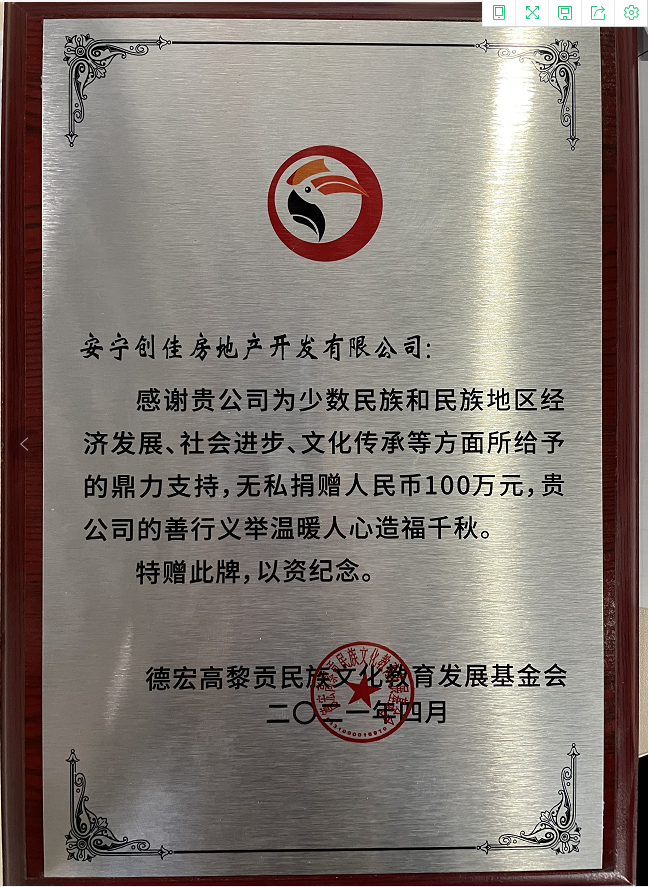 安宁创佳房地产开发有限公司:
感谢贵公司为少数民族和民族地区经
济发展、社会进步、文化传承等方面所给予
的鼎力支持,无私捐赠人民币100万元,贵
公司的善行义举温暖人心造福千秋。
特赠此牌,以资纪念。
德宏高黎贡民族文化教育发展基金会
二〇二一年四月